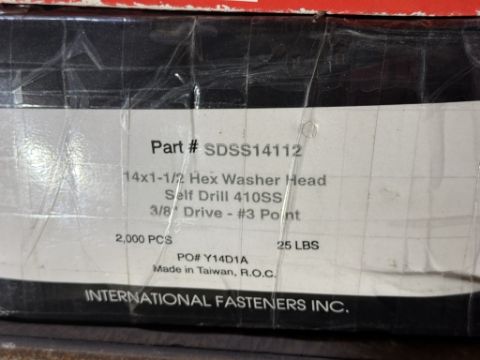 Part # SDSS14112
14x1-1/2 Hex Washer Head
Self Drill 410SS
3/8" Drive - #3 Point
2,000 PCS 25 LBS
PO# Y14D1A
Made in Taiwan, R.O.C.
INTERNATIONAL FASTENERS INC.